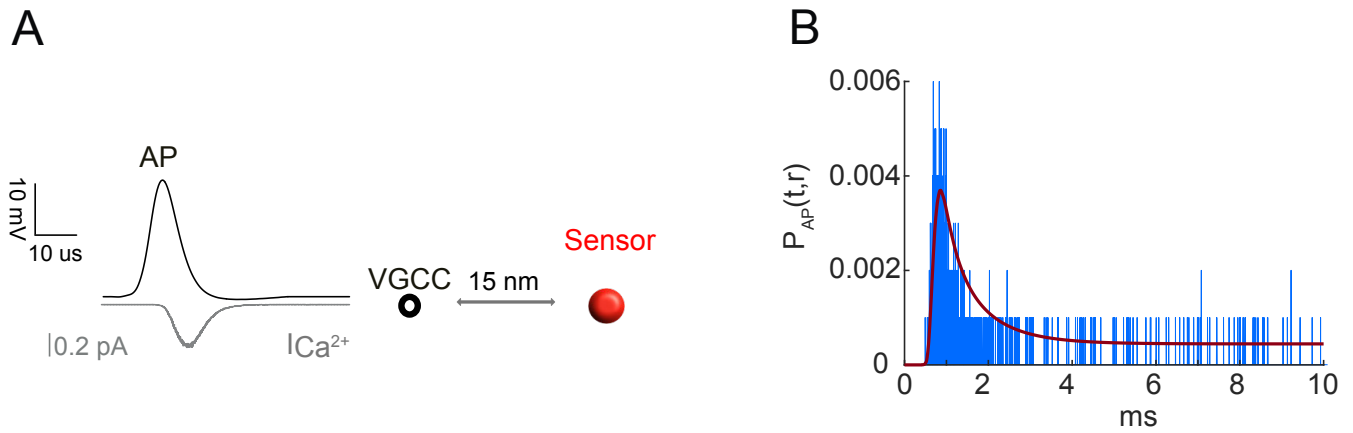 A
AP
10 mV
10 us
|0.2 pA
ICa2+
VGCC
15 nm
Sensor
B
PAP(t,r)
0.006
0.004
0.002
0
0 2 4 6 8 10
ms